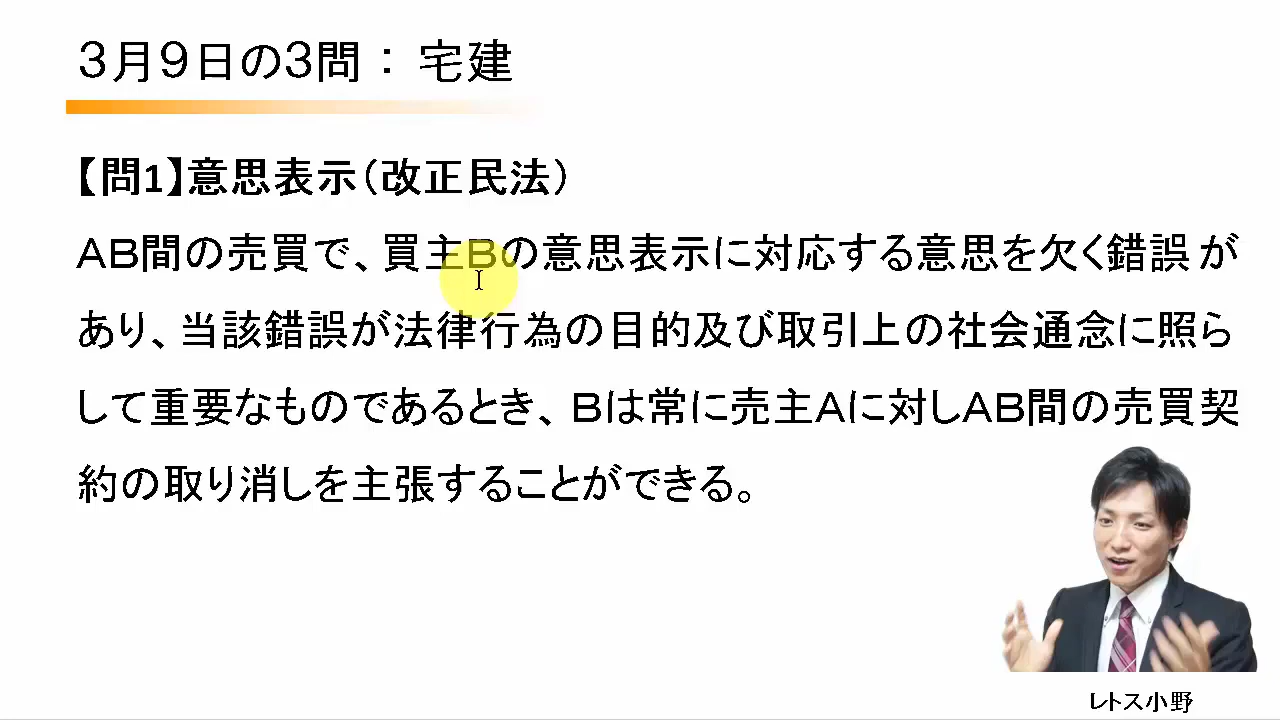 ３月９日の３問： 宅建
【問1】意思表示（改正民法）
ＡＢ間の売買で、買主Ｂの意思表示に対応する意思を欠く錯誤が
あり、当該錯誤が法律行為の目的及び取引上の社会通念に照ら
して重要なものであるとき、Ｂは常に売主Ａに対しＡＢ間の売買契
約の取り消しを主張することができる。
レトス小野